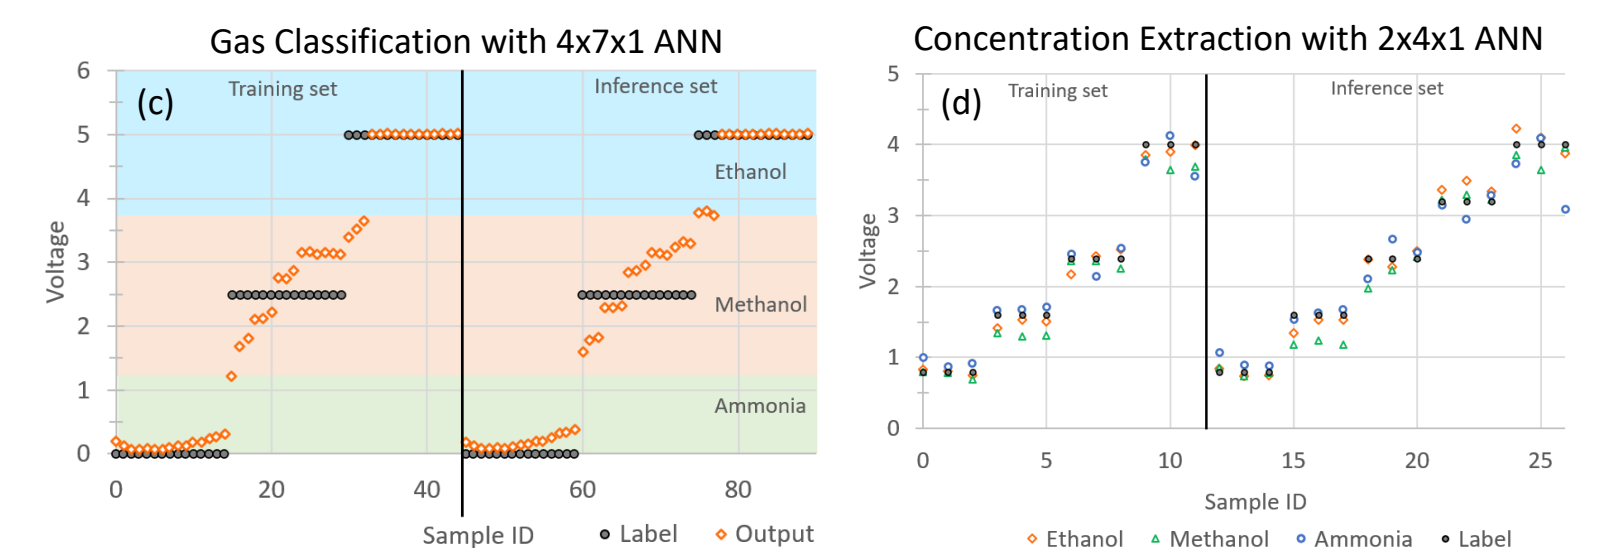 Gas Classification with 4x7x1 ANN
(c)
Training set
Inference set
6
5
4
3
2
1
0
Voltage
Ethanol
Methanol
Ammonia
0 20 40 60 80
Sample ID
Label Output
Concentration Extraction with 2x4x1 ANN
(d)
Training set
Inference set
5
4
3
2
1
0
Voltage
0 5 10 15 20 25
Sample ID
Ethanol Methanol Ammonia Label